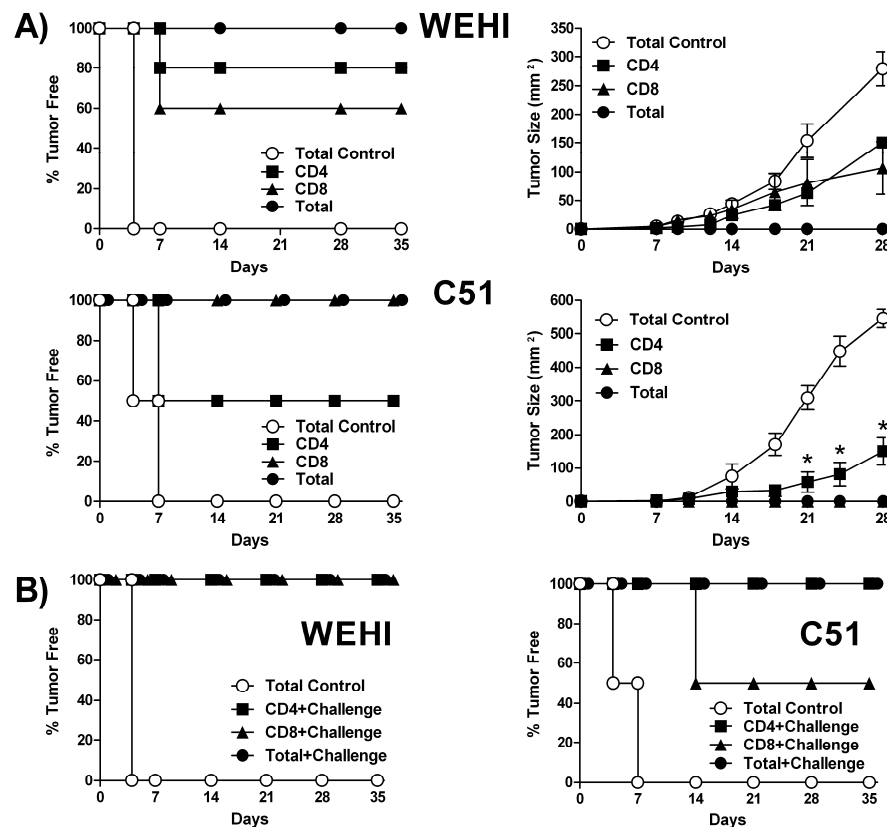 A)
WEHI
% Tumor Free
100
80
60
40
20
0
Total Control
CD4
CD8
Total
0 7 14 21 28 35
Days
Tumor Size (mm 2)
350
300
250
200
150
100
50
0
Total Control
CD4
CD8
Total
0 7 14 21 28
Days
C51
% Tumor Free
100
80
60
40
20
0
Total Control
CD4
CD8
Total
0 7 14 21 28 35
Days
Tumor Size (mm 2)
600
500
400
300
200
100
0
Total Control
CD4
CD8
Total
* * *
0 7 14 21 28
Days
B)
WEHI
% Tumor Free
100
80
60
40
20
0
Total Control
CD4+Challenge
CD8+Challenge
Total+Challenge
0 7 14 21 28 35
Days
C51
% Tumor Free
100
80
60
40
20
0
Total Control
CD4+Challenge
CD8+Challenge
Total+Challenge
0 7 14 21 28 35
Days